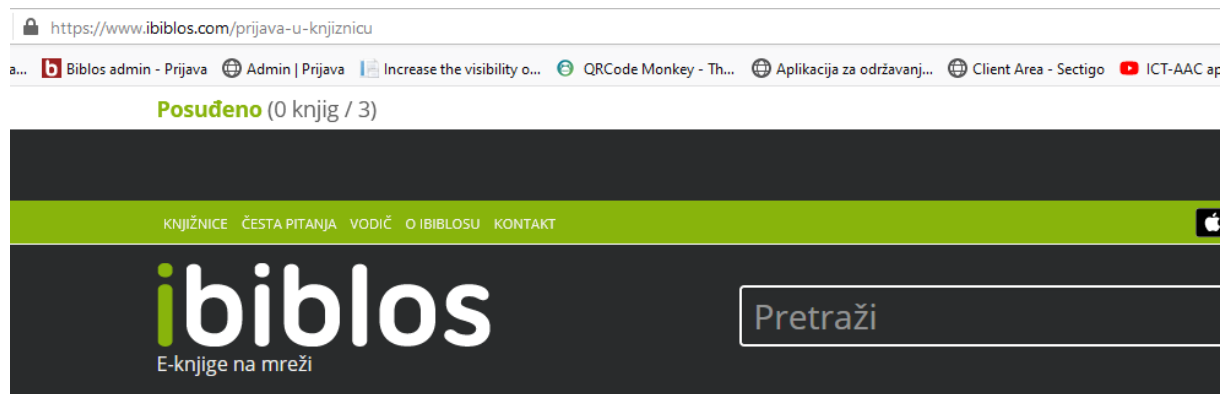 https://www.ibiblos.com/prijava-u-knjiznicu
a... Biblos admin - Prijava Admin | Prijava Increase the visibility o... QRCode Monkey - Th... Aplikacija za održavanj... Client Area - Sectigo ICT-AAC ap
Posuđeno (0 knjig / 3)
KNJIŽNICE ČESTA PITANJA VODIČ O IBIBLOSU KONTAKT
ibiblos
Pretraži
E-knjige na mreži